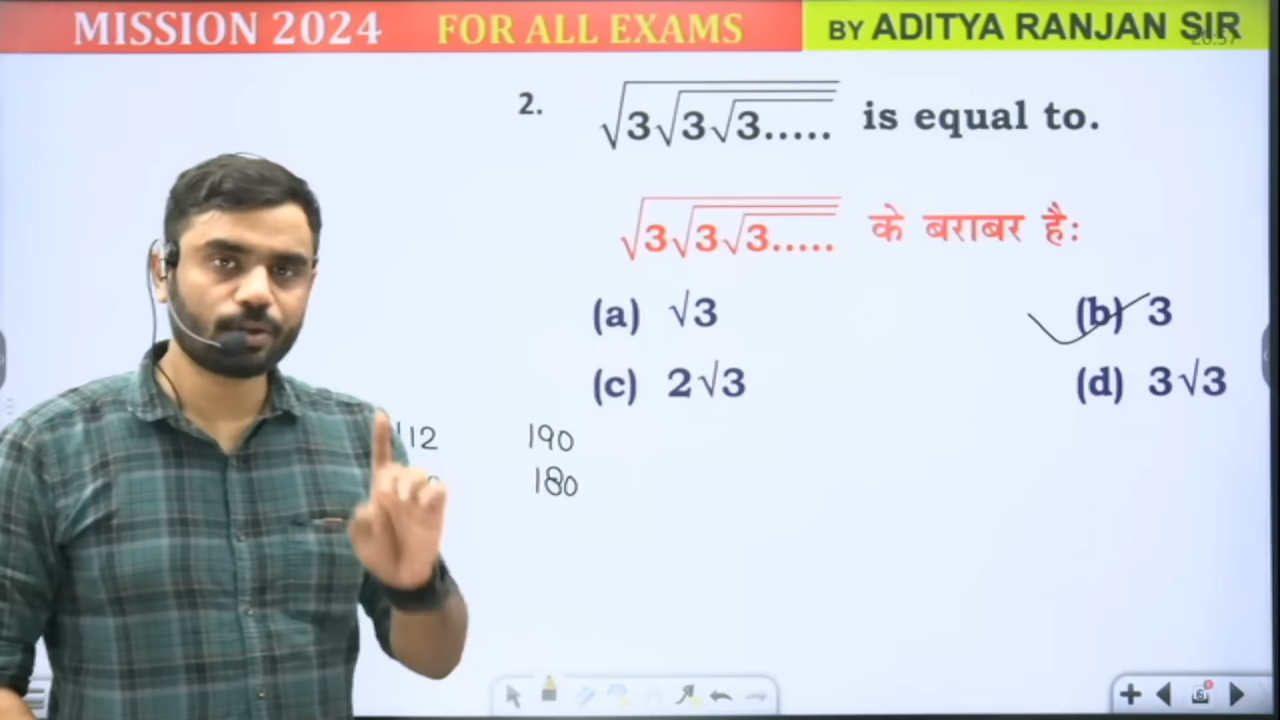 MISSION 2024 FOR ALL EXAMS BY ADITYA RANJAN SIR
2. √3√3√3..... is equal to.
√3√3√3..... के बराबर है:
(a) √3 (b) 3
(c) 2√3 (d) 3√3
112 190
180
6